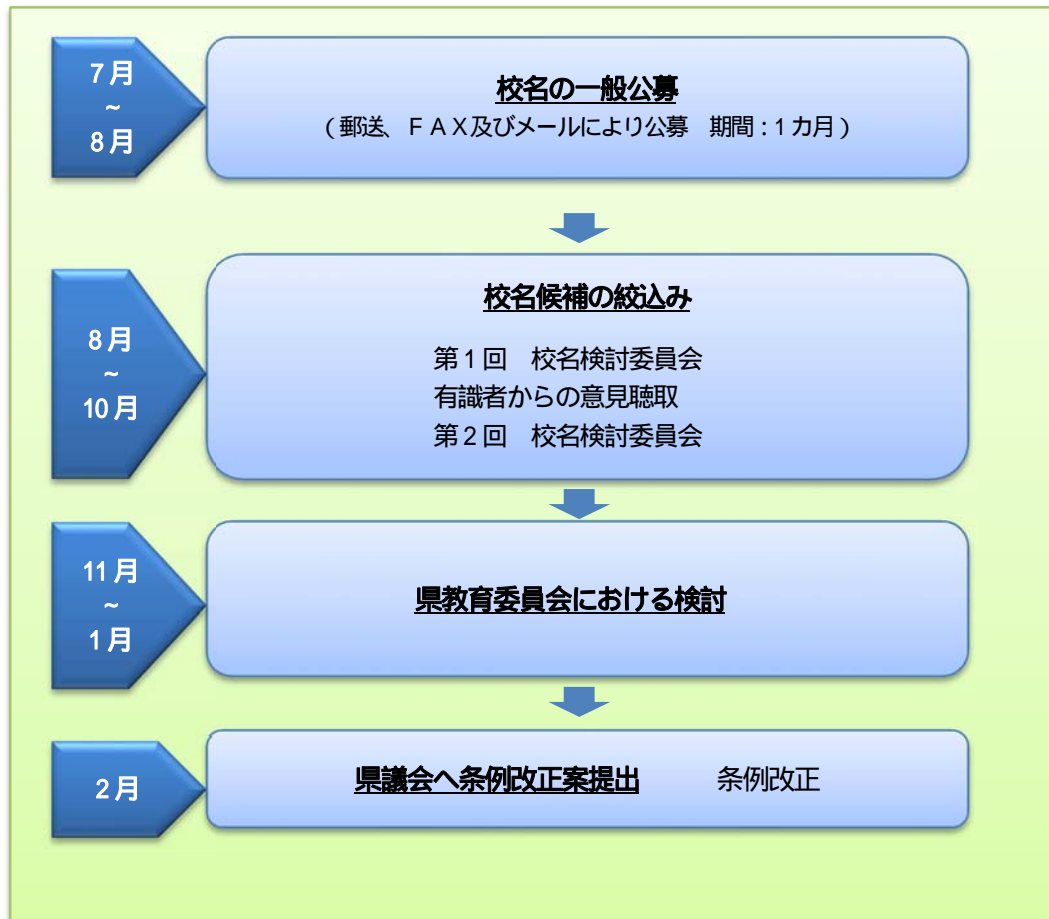 7月
~
8月
校名の一般公募
(郵送、FAX及びメールにより公募 期間:1カ月)
8月
~
10月
校名候補の絞込み
第1回 校名検討委員会
有識者からの意見聴取
第2回 校名検討委員会
11月
~
1月
県教育委員会における検討
2月
県議会へ条例改正案提出 条例改正